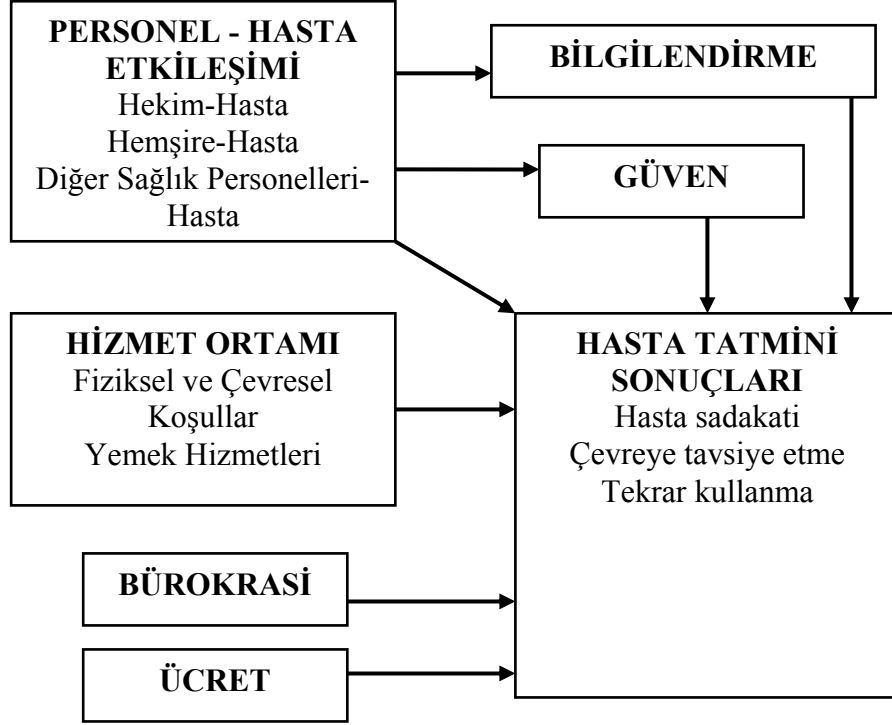 PERSONEL - HASTA
ETKİLEŞİMİ
Hekim-Hasta
Hemşire-Hasta
Diğer Sağlık Personelleri-
Hasta
BİLGİLENDİRME
GÜVEN
HİZMET ORTAMI
Fiziksel ve Çevresel
Koşullar
Yemek Hizmetleri
HASTA TATMİNİ
SONUÇLARI
Hasta sadakati
Çevreye tavsiye etme
Tekrar kullanma
BÜROKRASİ
ÜCRET